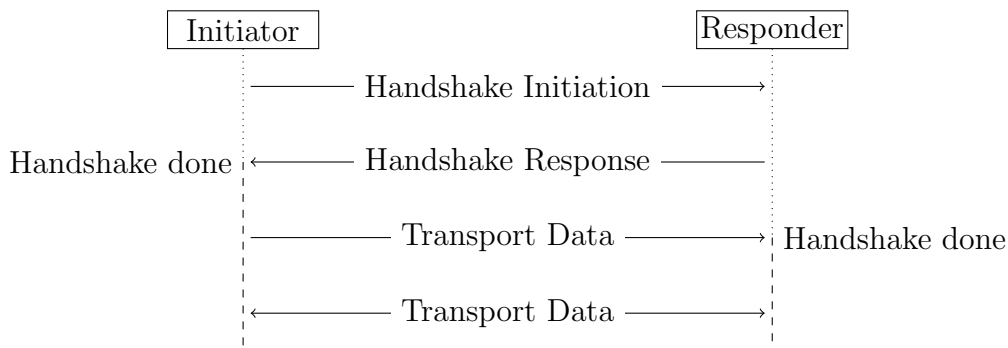 Initiator
Responder
Handshake Initiation
Handshake done
Handshake Response
Transport Data
Handshake done
Transport Data